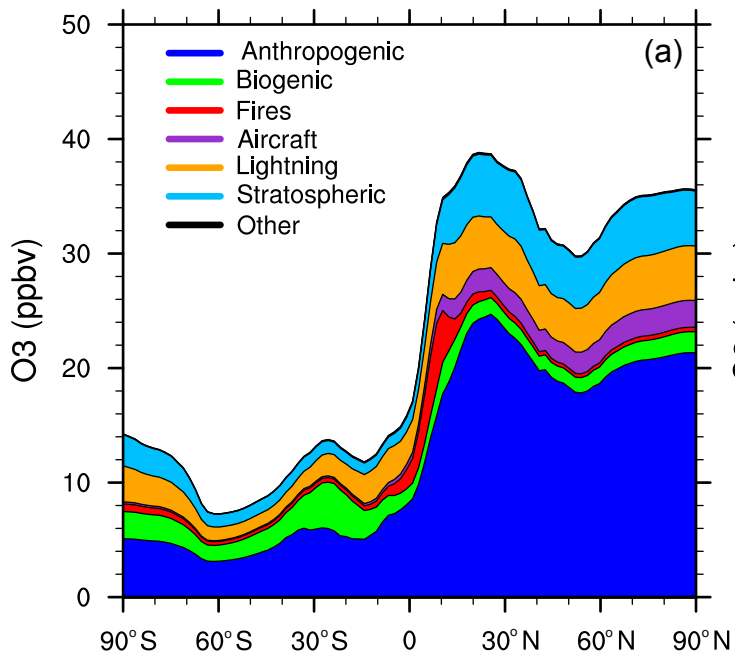 50
40
30
20
10
0
O3 (ppbv)
(a)
Anthropogenic
Biogenic
Fires
Aircraft
Lightning
Stratospheric
Other
90°S 60°S 30°S 0 30°N 60°N 90°N